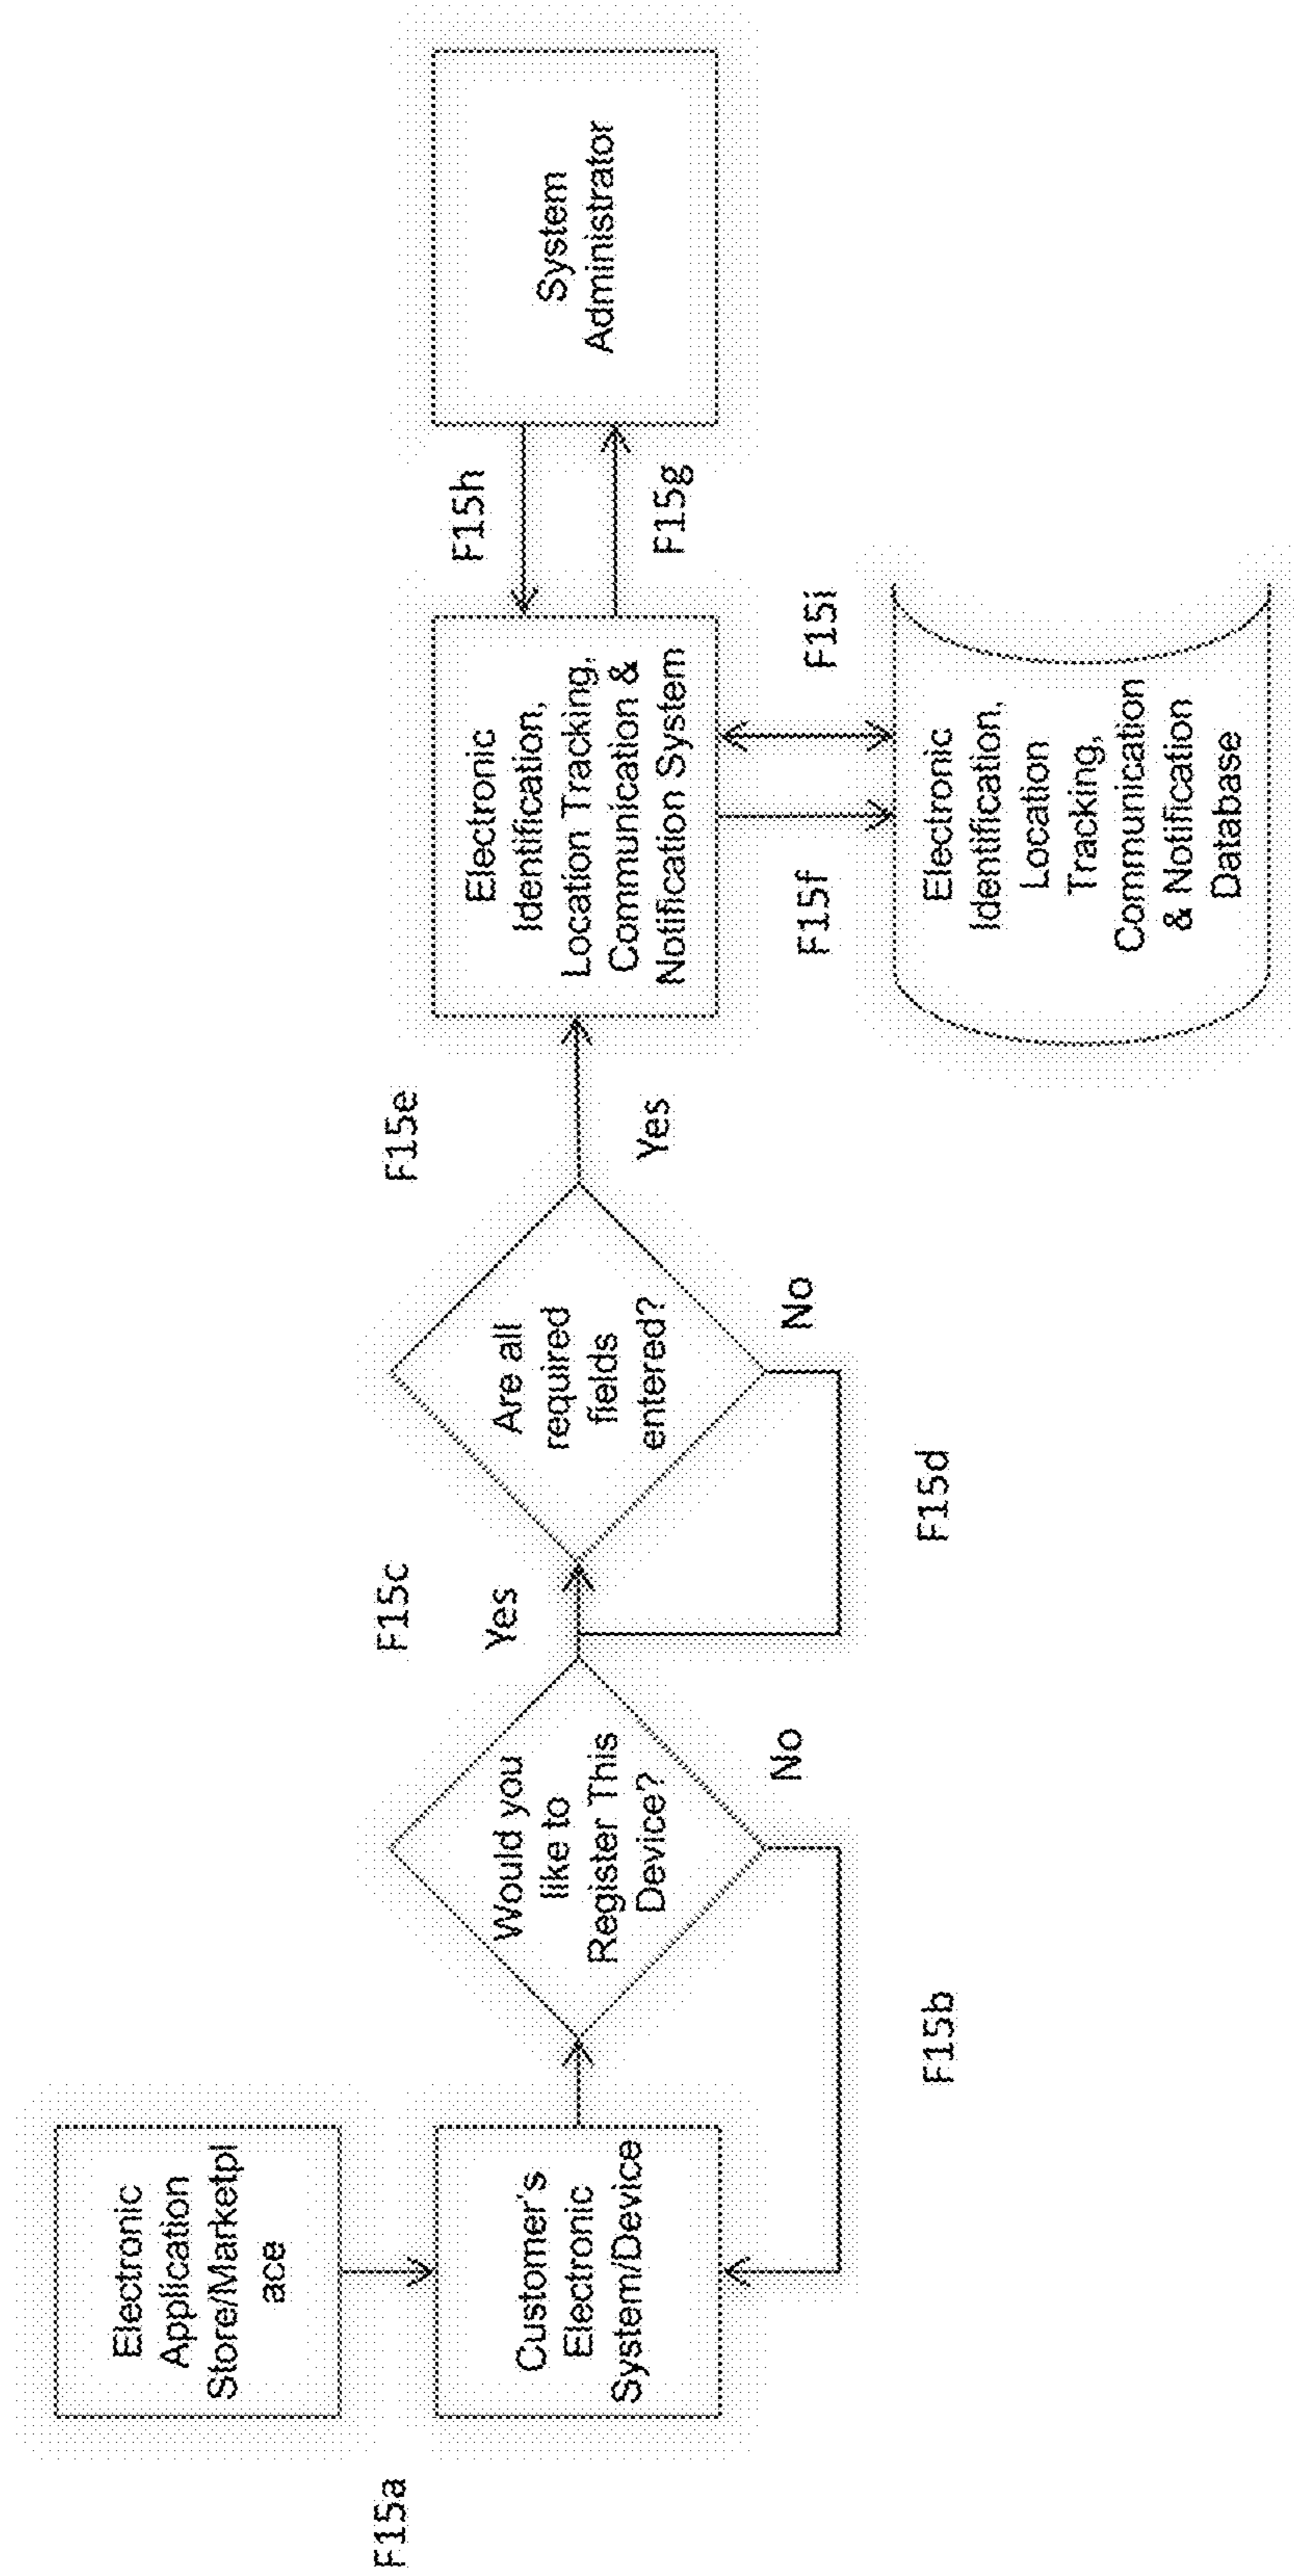 Electronic
Application
Store/Marketpl
ace
F15a
Customer's
Electronic
System/Device
Would you
like to
Register This
Device?
No
F15b
F15c
Yes
Are all
required
fields
entered?
No
F15d
F15e
Yes
Electronic
Identification,
Location Tracking,
Communication &
Notification System
F15h
F15g
System
Administrator
F15f
F15i
Electronic
Identification,
Location
Tracking,
Communication
& Notification
Database